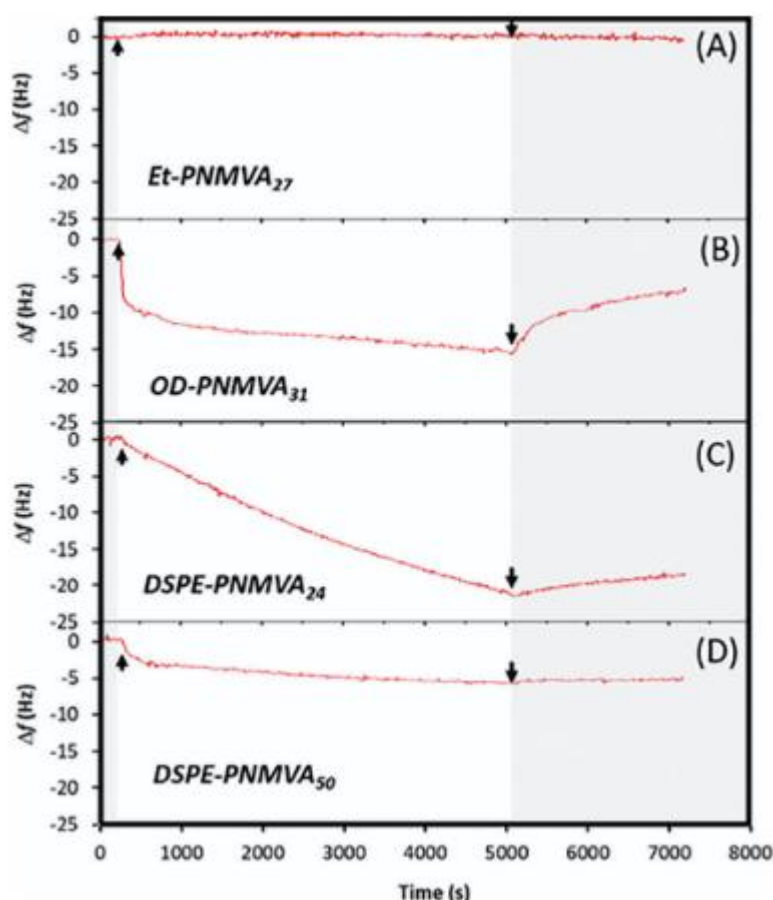 (A)
Δf (Hz)
0
-5
-10
-15
-20
-25
Et-PNMVA27
(B)
Δf (Hz)
0
-5
-10
-15
-20
-25
OD-PNMVA31
(C)
Δf (Hz)
0
-5
-10
-15
-20
-25
DSPE-PNMVA24
(D)
Δf (Hz)
0
-5
-10
-15
-20
-25
DSPE-PNMVA50
0 1000 2000 3000 4000 5000 6000 7000 8000
Time (s)